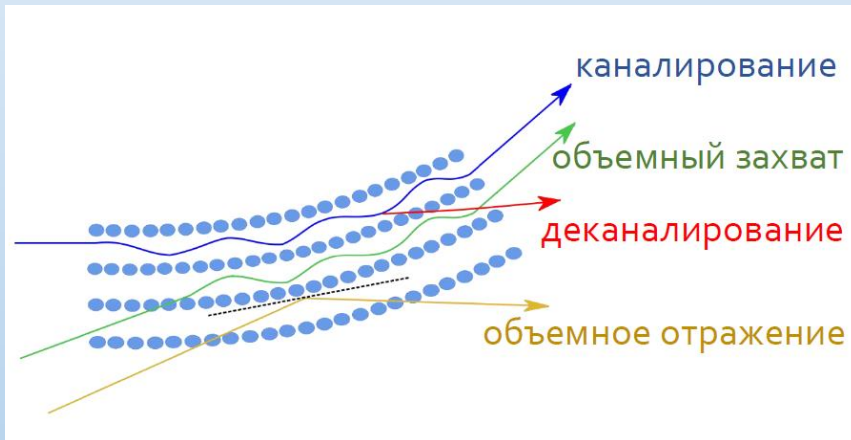 каналирование
объемный захват
деканалирование
объемное отражение